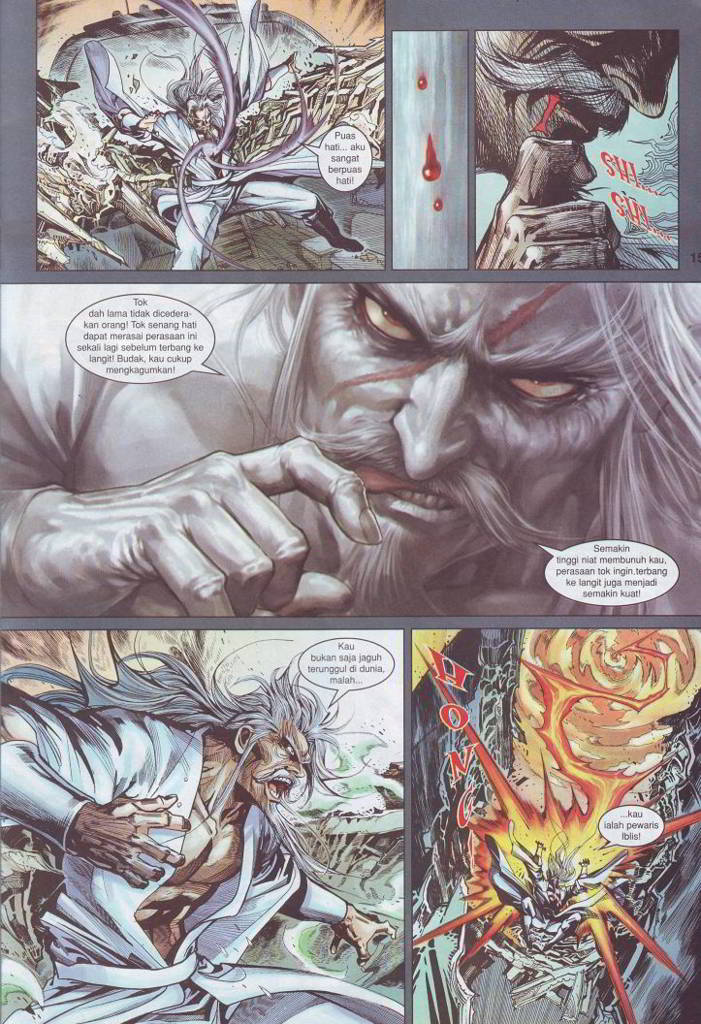 Puas
hati... aku
sangat
berpuas
hati!
SH!
SH!
15
Tok
dah lama tidak dicedera-
kan orang! Tok senang hati
dapat merasai perasaan ini
sekali lagi sebelum terbang ke
langit! Budak, kau cukup
mengkagumkan!
Semakin
tinggi niat membunuh kau,
perasaan tok ingin.terbang
ke langit juga menjadi
semakin kuat!
Kau
bukan saja jaguh
terunggul di dunia,
malah...
HONG
...kau
ialah pewaris
Iblis!